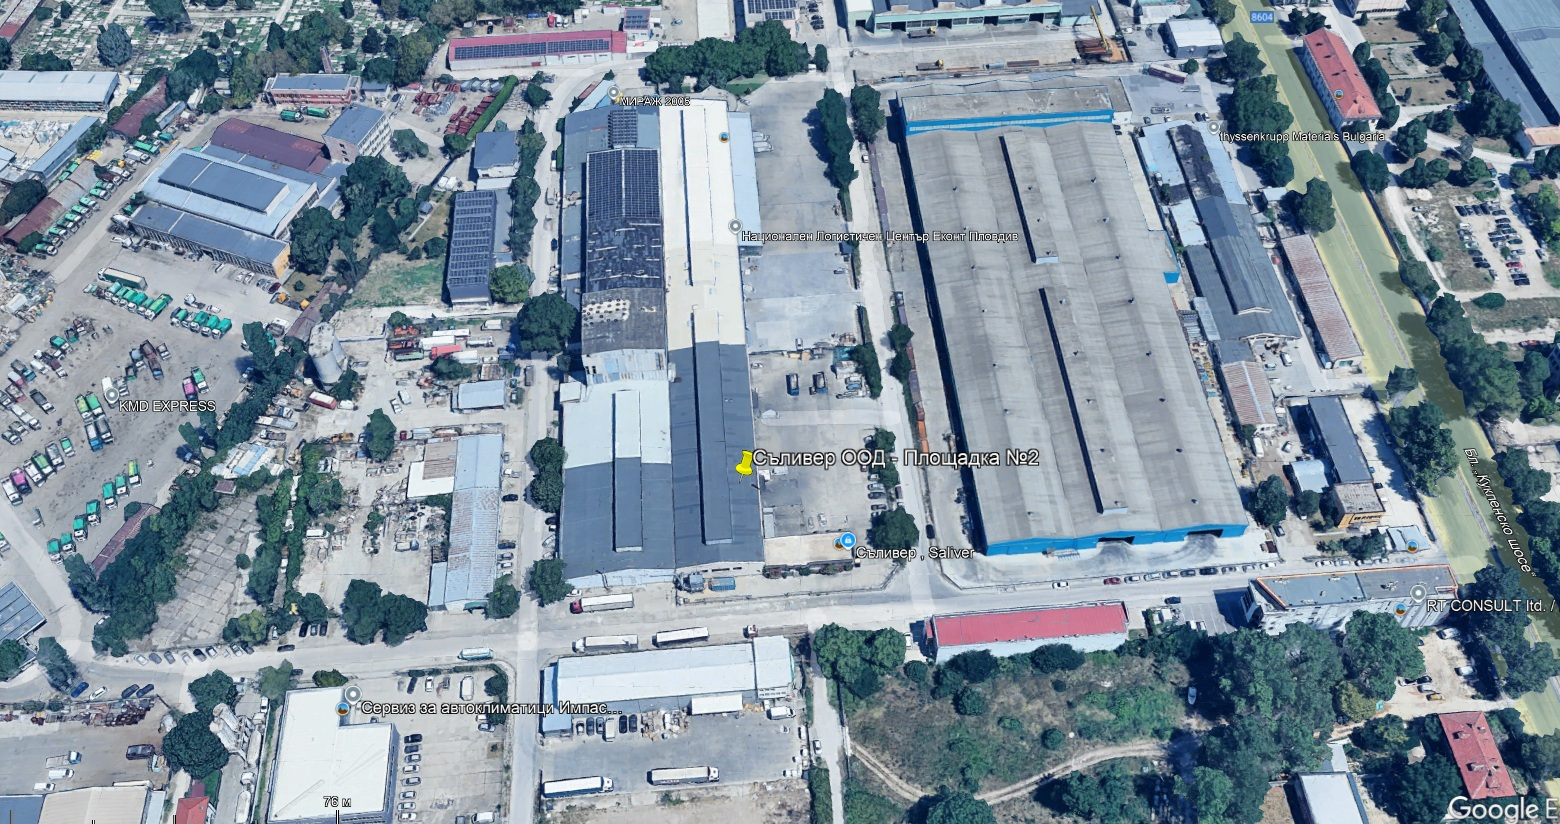 8604
МИРАЖ 2005
thyssenkrupp Materials Bulgaria
Национален Логистичен Център Еконт Пловдив
KMD EXPRESS
Съливер ООД - Площадка №2
бул. „Кукленско шосе“
Съливер , Saliver
RT CONSULT ltd. /
Сервиз за автоклиматици Импас...
76 м
Google E